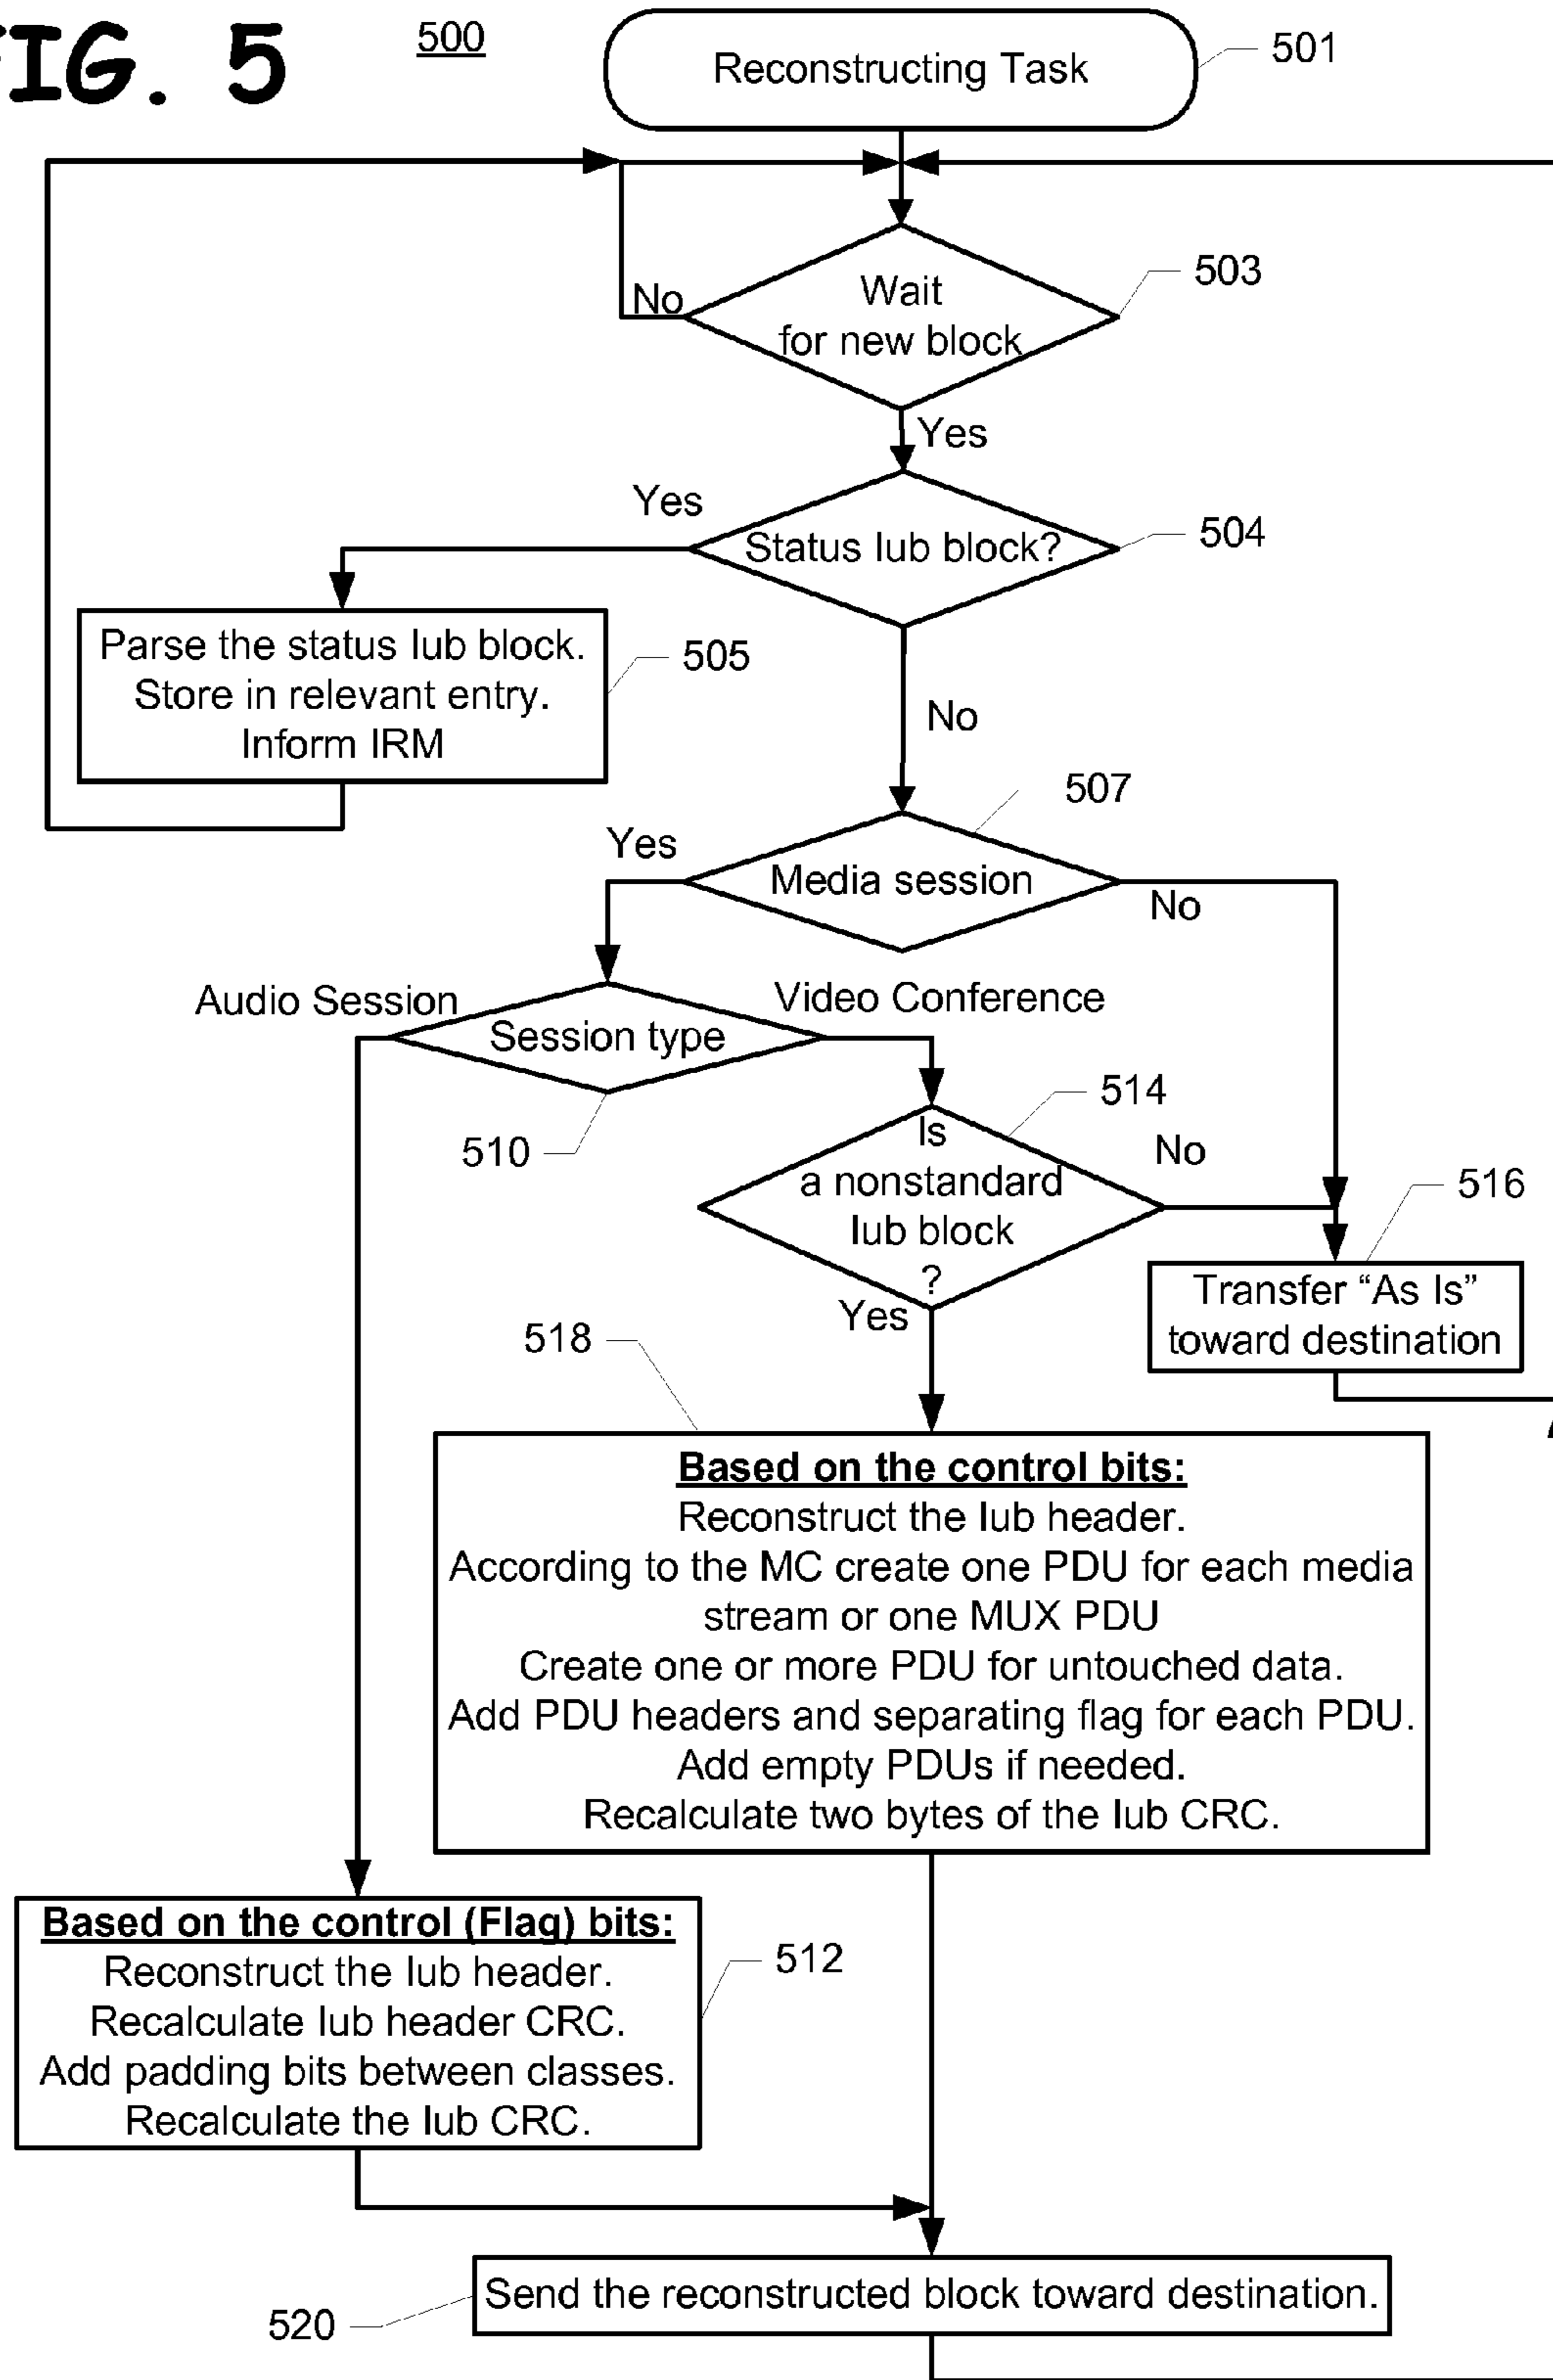 FIG. 5
500
Reconstructing Task
501
Wait
for new block
503
No
Yes
Status Iub block?
504
Yes
No
Parse the status Iub block.
Store in relevant entry.
Inform IRM
505
Media session
507
Yes
No
Session type
510
Audio Session
Video Conference
Is
a nonstandard
Iub block
?
514
No
Yes
Transfer “As Is”
toward destination
516
518
Based on the control bits:
Reconstruct the Iub header.
According to the MC create one PDU for each media
stream or one MUX PDU
Create one or more PDU for untouched data.
Add PDU headers and separating flag for each PDU.
Add empty PDUs if needed.
Recalculate two bytes of the Iub CRC.
Based on the control (Flag) bits:
Reconstruct the Iub header.
Recalculate Iub header CRC.
Add padding bits between classes.
Recalculate the Iub CRC.
512
Send the reconstructed block toward destination.
520